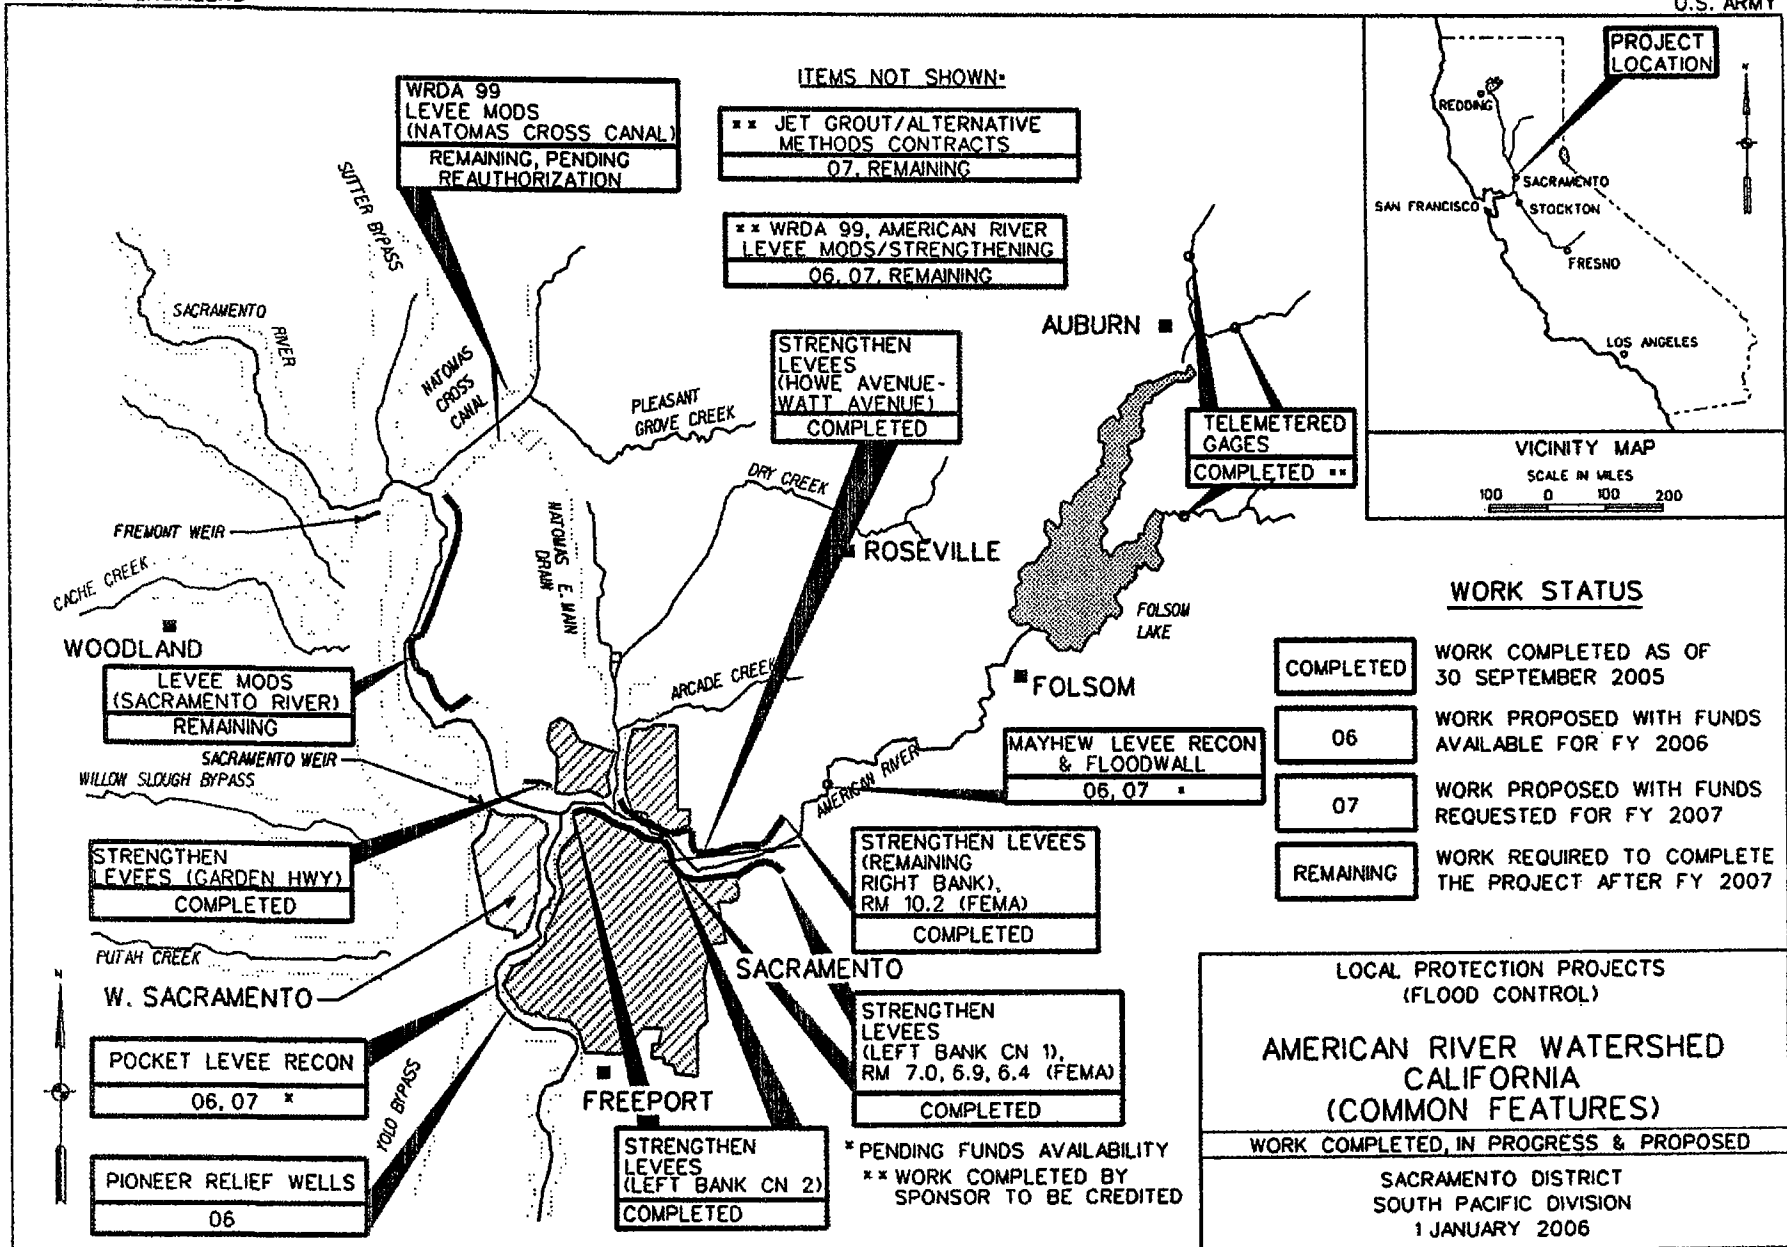 U.S. ARMY
WRDA 99
LEVEE MODS
(NATOMAS CROSS CANAL)
REMAINING, PENDING
REAUTHORIZATION
ITEMS NOT SHOWN:
** JET GROUT/ALTERNATIVE
METHODS CONTRACTS
07, REMAINING
** WRDA 99, AMERICAN RIVER
LEVEE MODS/STRENGTHENING
06, 07, REMAINING
PROJECT
LOCATION
N
REDDING
SACRAMENTO
SAN FRANCISCO
STOCKTON
FRESNO
LOS ANGELES
VICINITY MAP
SCALE IN MILES
100 0 100 200
SUTTER BYPASS
SACRAMENTO
RIVER
NATOMAS
CROSS
CANAL
PLEASANT
GROVE CREEK
STRENGTHEN
LEVEES
(HOWE AVENUE-
WATT AVENUE)
COMPLETED
AUBURN
TELEMETERED
GAGES
COMPLETED **
DRY CREEK
FREMONT WEIR
NATOMAS E. MAIN
DRAIN
ROSEVILLE
CACHE CREEK
FOLSOM
LAKE
WOODLAND
LEVEE MODS
(SACRAMENTO RIVER)
REMAINING
ARCADE CREEK
FOLSOM
SACRAMENTO WEIR
WILLOW SLOUGH BYPASS
AMERICAN RIVER
MAYHEW LEVEE RECON
& FLOODWALL
06, 07 *
STRENGTHEN
LEVEES (GARDEN HWY)
COMPLETED
STRENGTHEN LEVEES
(REMAINING
RIGHT BANK),
RM 10.2 (FEMA)
COMPLETED
PUTAH CREEK
W. SACRAMENTO
SACRAMENTO
N
POCKET LEVEE RECON
06, 07 *
YOLO BYPASS
PIONEER RELIEF WELLS
06
FREEPORT
STRENGTHEN
LEVEES
(LEFT BANK CN 1),
RM 7.0, 6.9, 6.4 (FEMA)
COMPLETED
STRENGTHEN
LEVEES
(LEFT BANK CN 2)
COMPLETED
* PENDING FUNDS AVAILABILITY
** WORK COMPLETED BY
SPONSOR TO BE CREDITED
WORK STATUS
COMPLETED
WORK COMPLETED AS OF
30 SEPTEMBER 2005
06
WORK PROPOSED WITH FUNDS
AVAILABLE FOR FY 2006
07
WORK PROPOSED WITH FUNDS
REQUESTED FOR FY 2007
REMAINING
WORK REQUIRED TO COMPLETE
THE PROJECT AFTER FY 2007
LOCAL PROTECTION PROJECTS
(FLOOD CONTROL)
AMERICAN RIVER WATERSHED
CALIFORNIA
(COMMON FEATURES)
WORK COMPLETED, IN PROGRESS & PROPOSED
SACRAMENTO DISTRICT
SOUTH PACIFIC DIVISION
1 JANUARY 2006